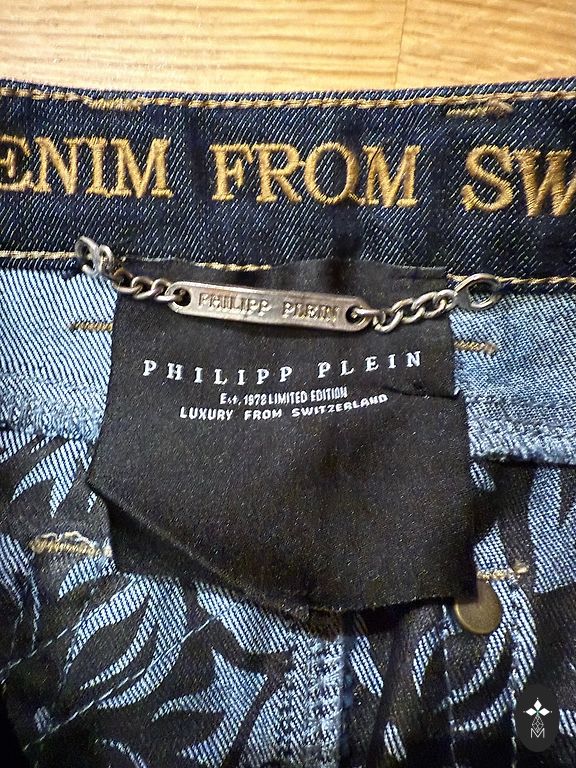 ENIM FROM SW
PHILIPP PLEIN
PHILIPP PLEIN
Est. 1978 LIMITED EDITION
LUXURY FROM SWITZERLAND